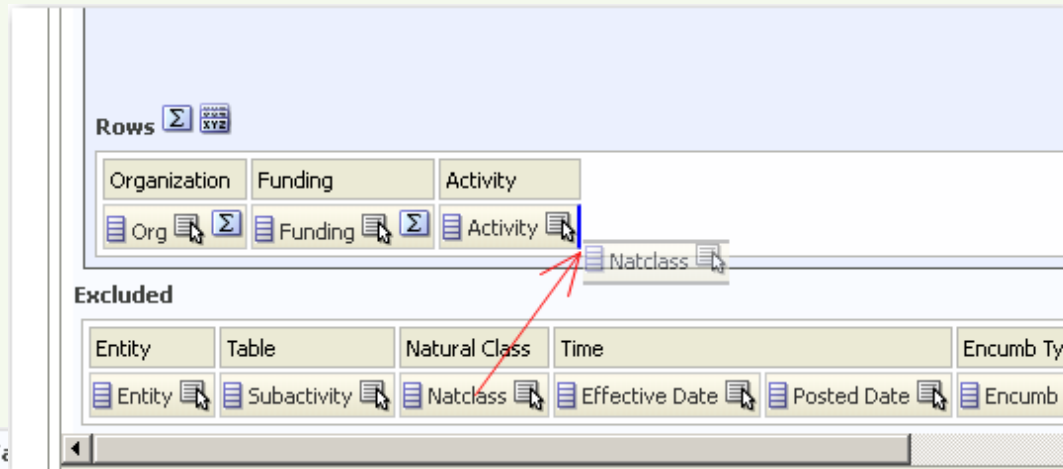 Rows Σ XYZ
Organization Funding Activity
Org Σ Funding Σ Activity
Natclass
Excluded
Entity Table Natural Class Time Encumb Ty
Entity Subactivity Natclass Effective Date Posted Date Encumb